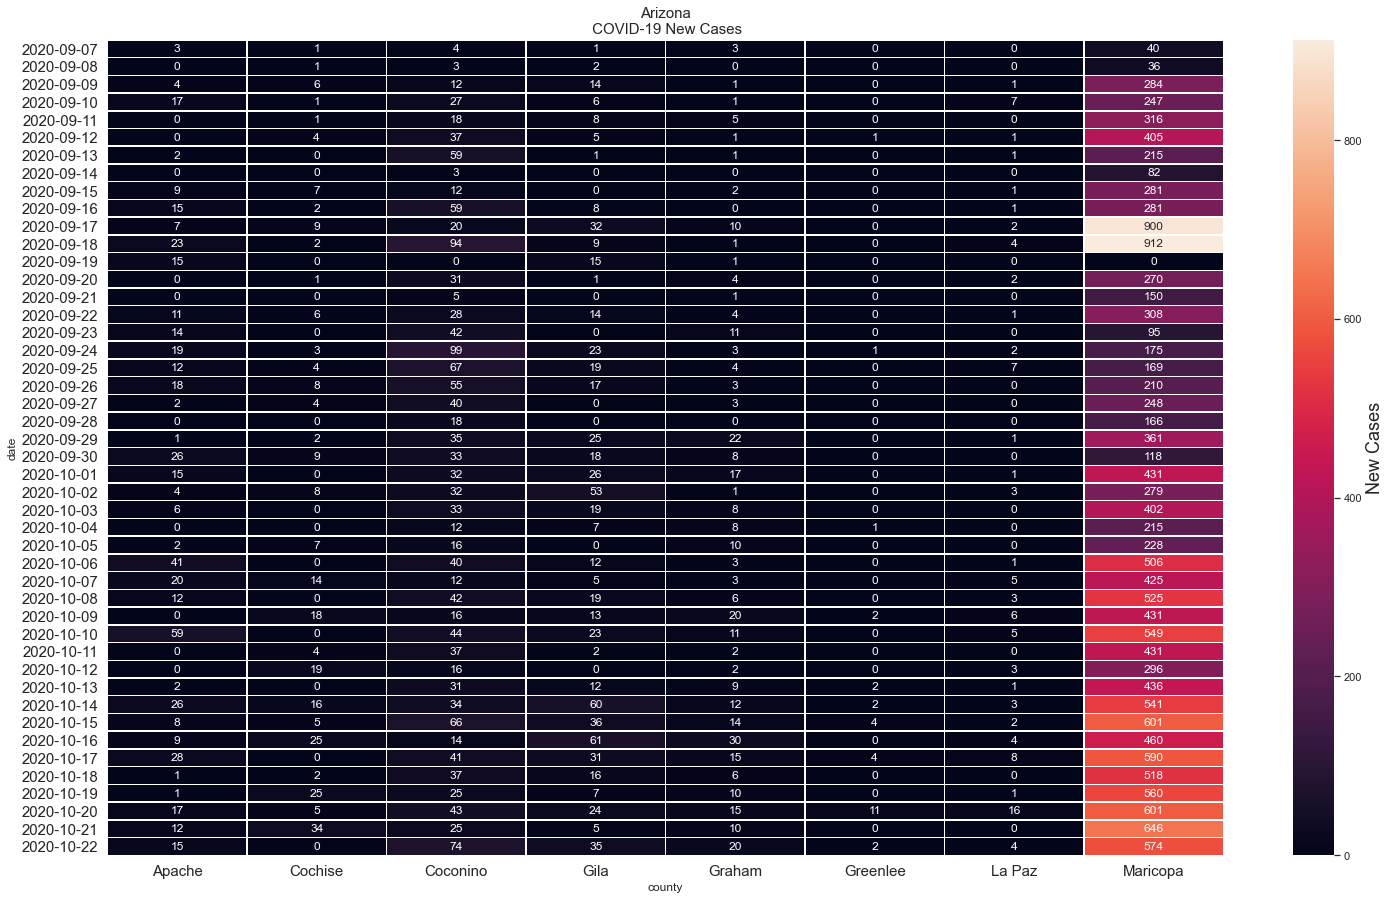 Arizona
COVID-19 New Cases
2020-09-07 3 1 4 1 3 0 0 40
2020-09-08 0 1 3 2 0 0 0 36
2020-09-09 4 6 12 14 1 0 1 284
2020-09-10 17 1 27 6 1 0 7 247
2020-09-11 0 1 18 8 5 0 0 316
2020-09-12 0 4 37 5 1 1 1 405
2020-09-13 2 0 59 1 1 0 1 215
2020-09-14 0 0 3 0 0 0 0 82
2020-09-15 9 7 12 0 2 0 1 281
2020-09-16 15 2 59 8 0 0 1 281
2020-09-17 7 9 20 32 10 0 2 900
2020-09-18 23 2 94 9 1 0 4 912
2020-09-19 15 0 0 15 1 0 0 0
2020-09-20 0 1 31 1 4 0 2 270
2020-09-21 0 0 5 0 1 0 0 150
2020-09-22 11 6 28 14 4 0 1 308
2020-09-23 14 0 42 0 11 0 0 95
2020-09-24 19 3 99 23 3 1 2 175
2020-09-25 12 4 67 19 4 0 7 169
2020-09-26 18 8 55 17 3 0 0 210
2020-09-27 2 4 40 0 3 0 0 248
2020-09-28 0 0 18 0 0 0 0 166
2020-09-29 1 2 35 25 22 0 1 361
2020-09-30 26 9 33 18 8 0 0 118
2020-10-01 15 0 32 26 17 0 1 431
2020-10-02 4 8 32 53 1 0 3 279
2020-10-03 6 0 33 19 8 0 0 402
2020-10-04 0 0 12 7 8 1 0 215
2020-10-05 2 7 16 0 10 0 0 228
2020-10-06 41 0 40 12 3 0 1 506
2020-10-07 20 14 12 5 3 0 5 425
2020-10-08 12 0 42 19 6 0 3 525
2020-10-09 0 18 16 13 20 2 6 431
2020-10-10 59 0 44 23 11 0 5 549
2020-10-11 0 4 37 2 2 0 0 431
2020-10-12 0 19 16 0 2 0 3 296
2020-10-13 2 0 31 12 9 2 1 436
2020-10-14 26 16 34 60 12 2 3 541
2020-10-15 8 5 66 36 14 4 2 601
2020-10-16 9 25 14 61 30 0 4 460
2020-10-17 28 0 41 31 15 4 8 590
2020-10-18 1 2 37 16 6 0 0 518
2020-10-19 1 25 25 7 10 0 1 560
2020-10-20 17 5 43 24 15 11 16 601
2020-10-21 12 34 25 5 10 0 0 646
2020-10-22 15 0 74 35 20 2 4 574
Apache Cochise Coconino Gila Graham Greenlee La Paz Maricopa
county
date
800
600
400
200
0
New Cases